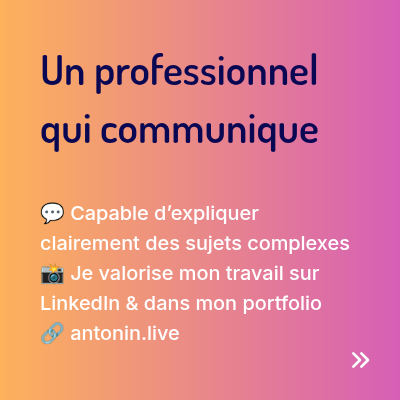 Un professionnel
qui communique
💬 Capable d’expliquer
clairement des sujets complexes
📸 Je valorise mon travail sur
LinkedIn & dans mon portfolio
🔗 antonin.live